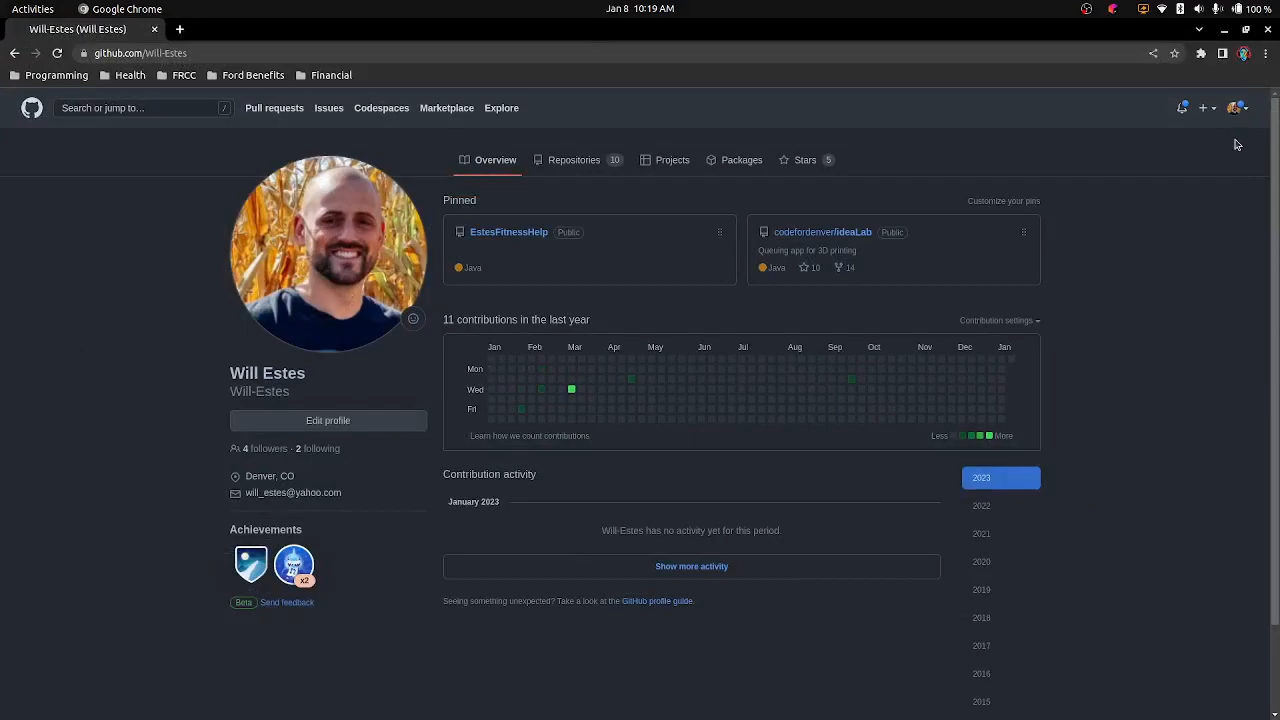 Activities Google Chrome Jan 8 10:19 AM 100 %
Will-Estes (Will Estes)
github.com/Will-Estes
Programming Health FRCC Ford Benefits Financial
Search or jump to... / Pull requests Issues Codespaces Marketplace Explore
Overview Repositories 10 Projects Packages Stars 5
Pinned Customize your pins
EstesFitnessHelp Public
Java
codefordenver/ideaLab Public
Queuing app for 3D printing
Java 10 14
11 contributions in the last year Contribution settings
Jan Feb Mar Apr May Jun Jul Aug Sep Oct Nov Dec Jan
Mon
Wed
Fri
Learn how we count contributions Less More
Will Estes
Will-Estes
Edit profile
4 followers · 2 following
Denver, CO
will_estes@yahoo.com
Achievements
x2
Beta Send feedback
Contribution activity
January 2023
Will-Estes has no activity yet for this period.
Show more activity
Seeing something unexpected? Take a look at the GitHub profile guide.
2023
2022
2021
2020
2019
2018
2017
2016
2015